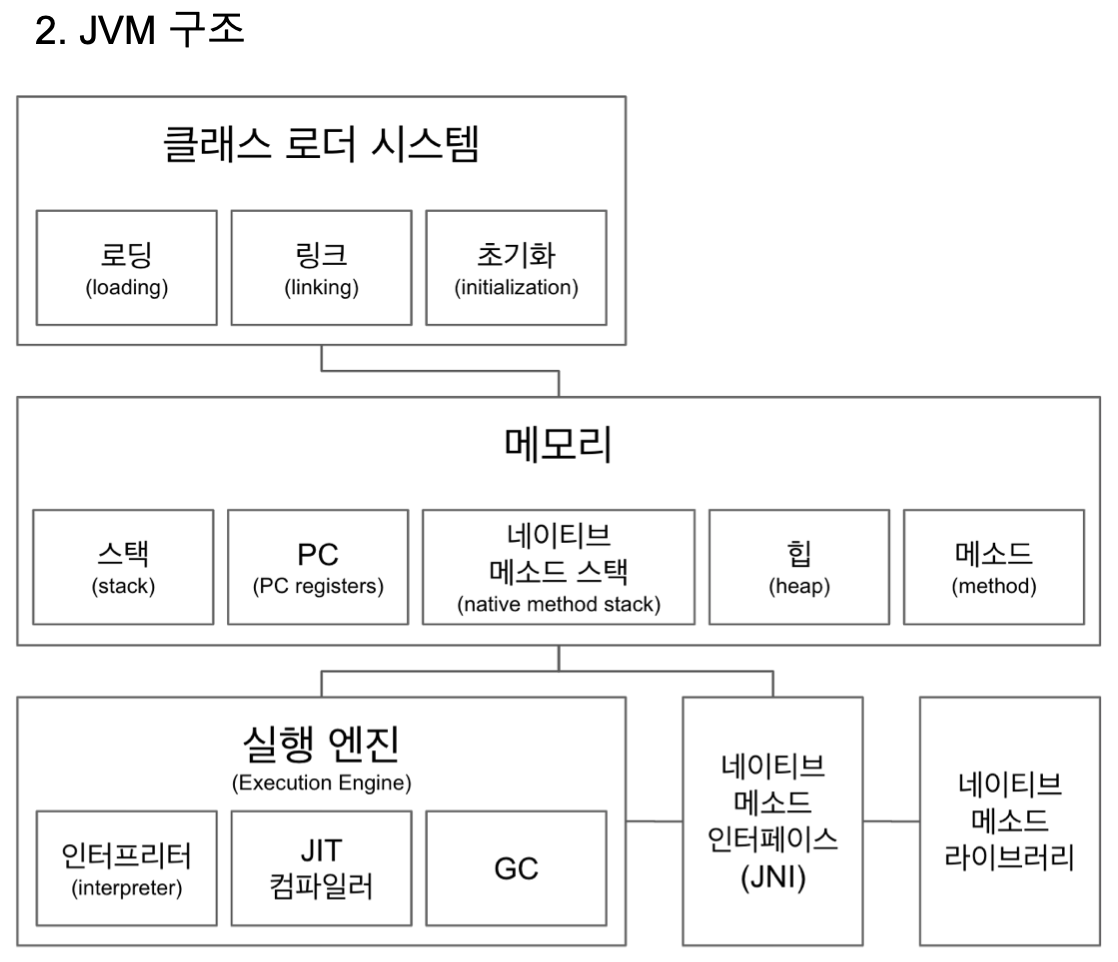 2. JVM 구조
클래스 로더 시스템
로딩
(loading)
링크
(linking)
초기화
(initialization)
메모리
스택
(stack)
PC
(PC registers)
네이티브
메소드 스택
(native method stack)
힙
(heap)
메소드
(method)
실행 엔진
(Execution Engine)
인터프리터
(interpreter)
JIT
컴파일러
GC
네이티브
메소드
인터페이스
(JNI)
네이티브
메소드
라이브러리